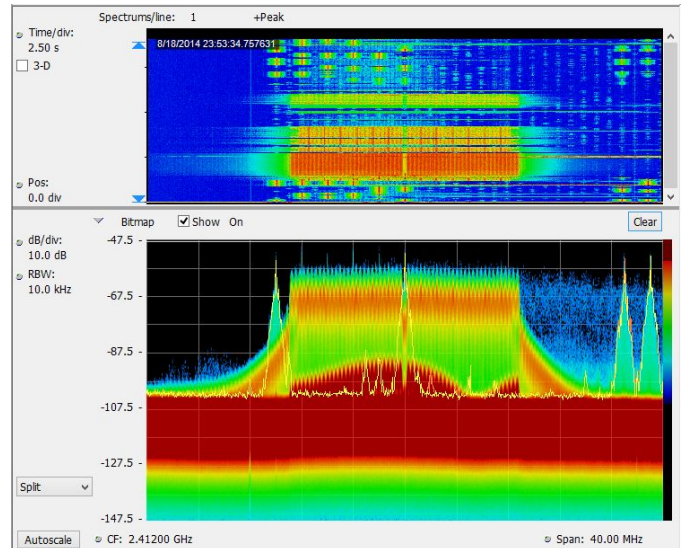 Spectrums/line: 1 +Peak
Time/div:
2.50 s
3-D
8/18/2014 23:53:34.757631
Pos:
0.0 div
Bitmap Show On Clear
dB/div:
10.0 dB
RBW:
10.0 kHz
-47.5
-67.5
-87.5
-107.5
-127.5
-147.5
Split
Autoscale CF: 2.41200 GHz Span: 40.00 MHz